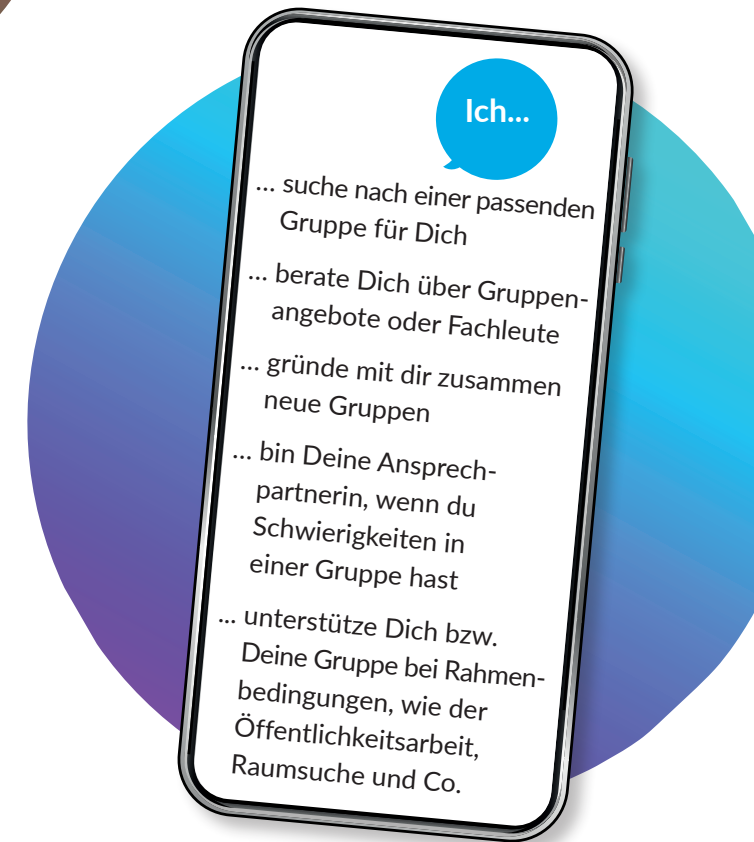 Ich...
... suche nach einer passenden
Gruppe für Dich
... berate Dich über Gruppen-
angebote oder Fachleute
... gründe mit dir zusammen
neue Gruppen
... bin Deine Ansprech-
partnerin, wenn du
Schwierigkeiten in
einer Gruppe hast
... unterstütze Dich bzw.
Deine Gruppe bei Rahmen-
bedingungen, wie der
Öffentlichkeitsarbeit,
Raumsuche und Co.